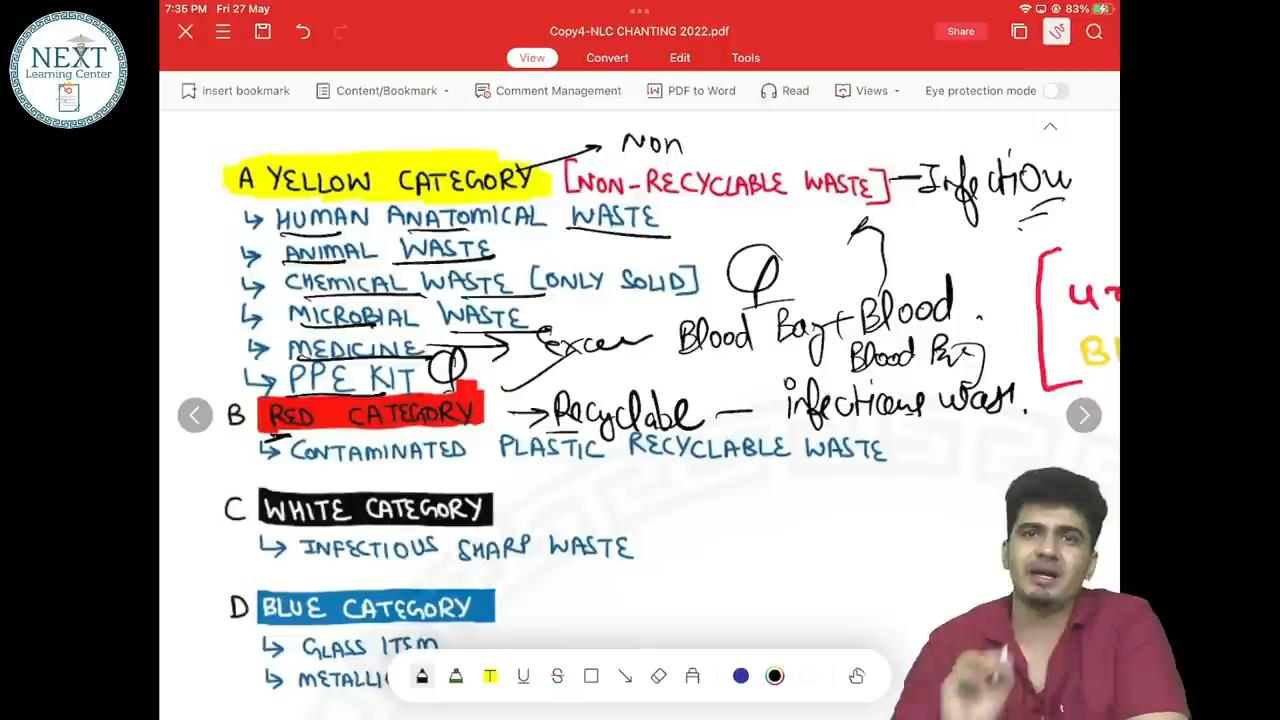 7:35 PM Fri 27 May
83%
NEXT
Learning Center
Copy4-NLC CHANTING 2022.pdf
Share
View Convert Edit Tools
Insert bookmark Content/Bookmark Comment Management PDF to Word Read Views Eye protection mode
Non
A YELLOW CATEGORY [NON-RECYCLABLE WASTE] Infection
↳ HUMAN ANATOMICAL WASTE
↳ ANIMAL WASTE
↳ CHEMICAL WASTE [ONLY SOLID]
↳ MICROBIAL WASTE
Blood Bag + Blood
↳ MEDICINE →
Blood
↳ PPE KIT
B RED CATEGORY → Recyclable — infectious
↳ CONTAMINATED PLASTIC RECYCLABLE WASTE
C WHITE CATEGORY
↳ INFECTIOUS SHARP WASTE
D BLUE CATEGORY
↳ GLASS ITEM
↳ METALLI